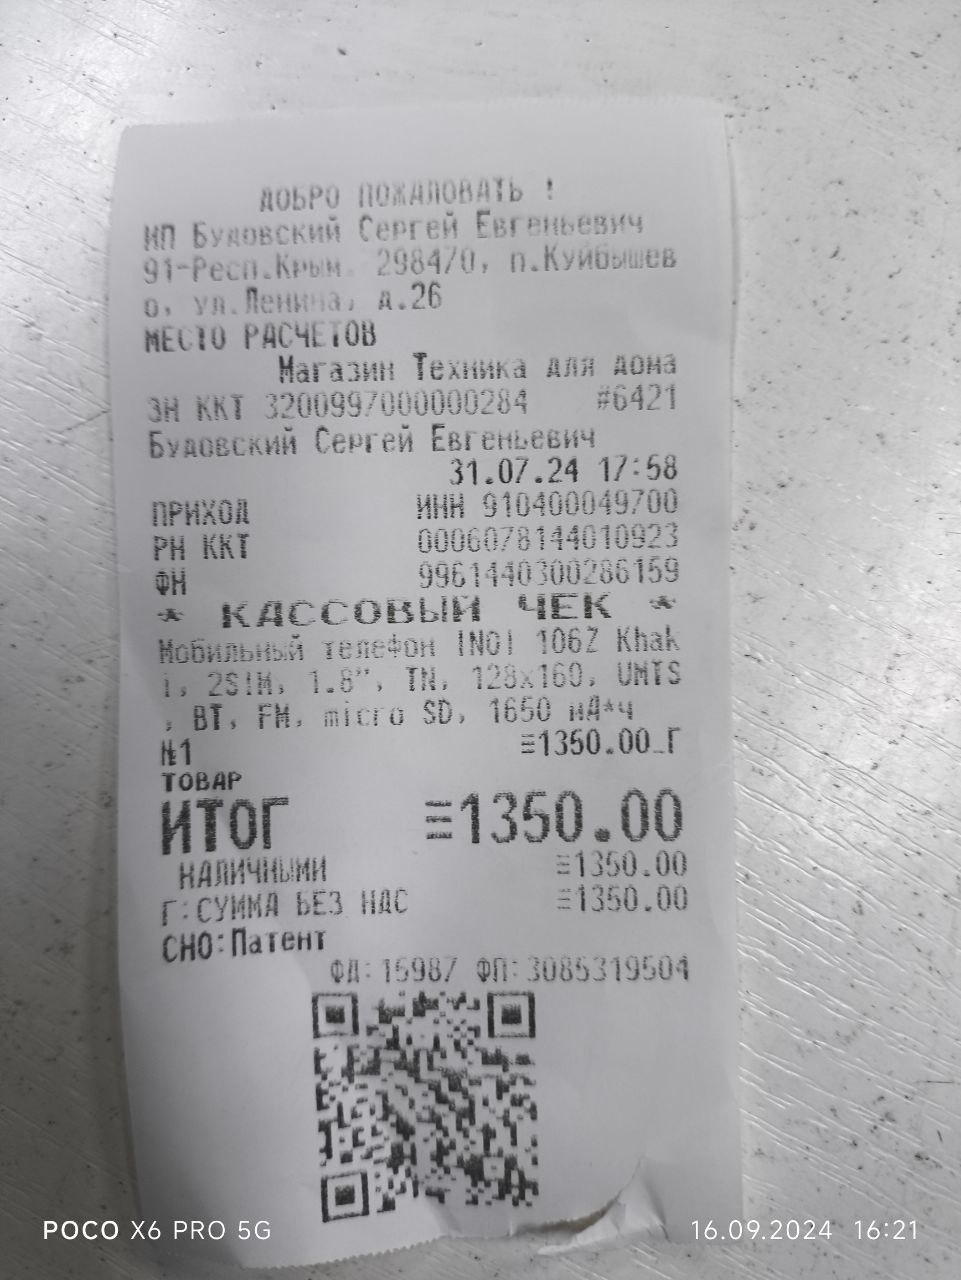 ДОБРО ПОЖАЛОВАТЬ !
ИП Будовский Сергей Евгеньевич
91-Респ.Крым, 298470, п.Куйбышев
о, ул.Ленина, д.26
МЕСТО РАСЧЕТОВ
Магазин Техника для дома
ЗН ККТ 3200997000000284 #6421
Будовский Сергей Евгеньевич
31.07.24 17:58
ПРИХОД ИНН 910400049700
РН ККТ 0006078144010923
ФН 9961440300286159
* КАССОВЫЙ ЧЕК *
Мобильный телефон INOI 106Z Khak
i, 2SIM, 1.8", TN, 128x160, UMTS
, BT, FM, micro SD, 1650 мА*ч
№1 ≡1350.00_Г
ТОВАР
ИТОГ ≡1350.00
НАЛИЧНЫМИ ≡1350.00
Г:СУММА БЕЗ НДС ≡1350.00
СНО:Патент
ФД:15987 ФП:3085319504
POCO X6 PRO 5G 16.09.2024 16:21